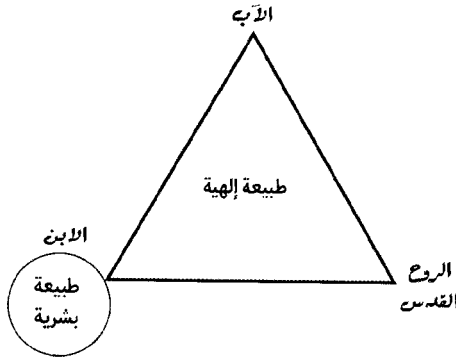 الآب
طبيعة إلهية
الابن
الروح
القدس
طبيعة
بشرية